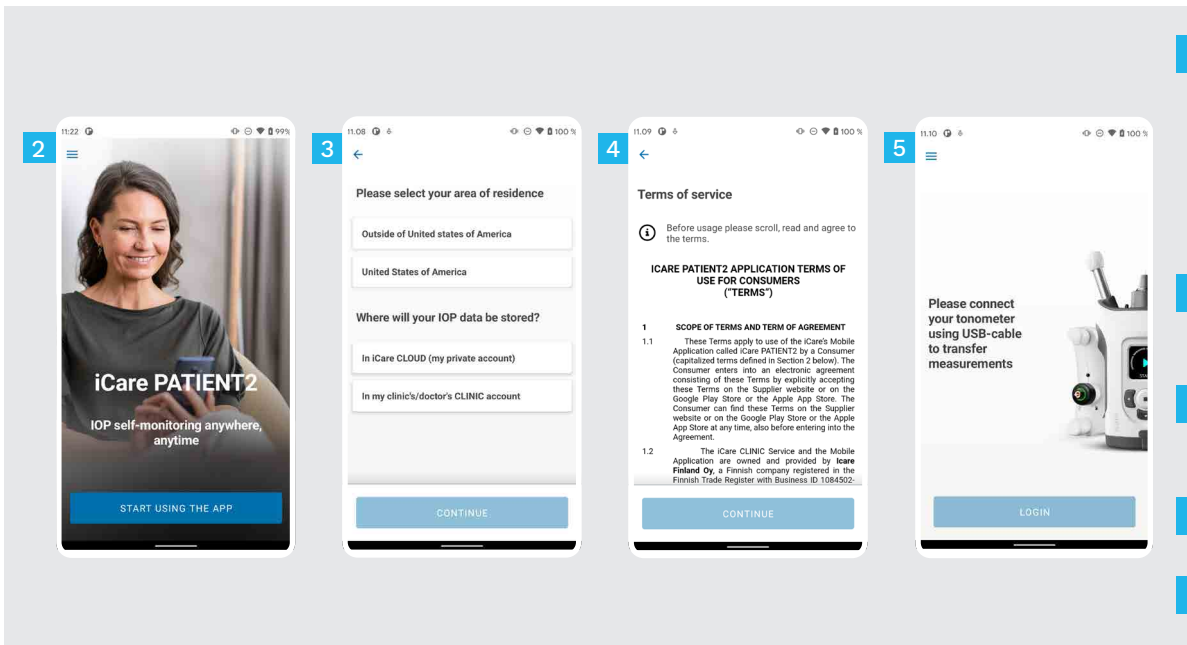 2
11:22
99%
iCare PATIENT2
IOP self-monitoring anywhere,
anytime
START USING THE APP
3
11.08
100 %
Please select your area of residence
Outside of United states of America
United States of America
Where will your IOP data be stored?
In iCare CLOUD (my private account)
In my clinic's/doctor's CLINIC account
CONTINUE
4
11.09
100 %
Terms of service
Before usage please scroll, read and agree to
the terms.
ICARE PATIENT2 APPLICATION TERMS OF
USE FOR CONSUMERS
("TERMS")
1 SCOPE OF TERMS AND TERM OF AGREEMENT
1.1 These Terms apply to use of the iCare's Mobile
Application called iCare PATIENT2 by a Consumer
(capitalized terms defined in Section 2 below). The
Consumer enters into an electronic agreement
consisting of these Terms by explicitly accepting
these Terms on the Supplier website or on the
Google Play Store or the Apple App Store. The
Consumer can find these Terms on the Supplier
website or on the Google Play Store or the Apple
App Store at any time, also before entering into the
Agreement.
1.2 The iCare CLINIC Service and the Mobile
Application are owned and provided by Icare
Finland Oy, a Finnish company registered in the
Finnish Trade Register with Business ID 1084502-
CONTINUE
5
11.10
100 %
Please connect
your tonometer
using USB-cable
to transfer
measurements
LOGIN